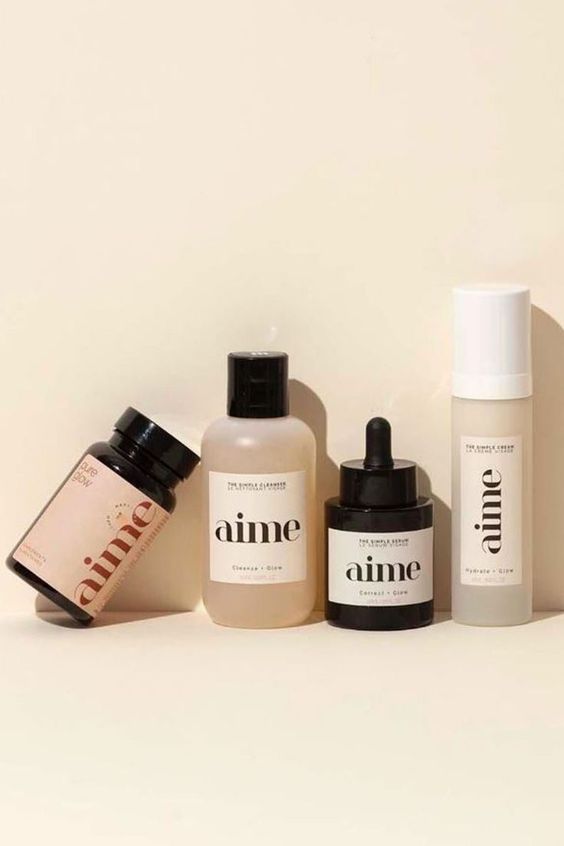 pure
glow
aime
THE SIMPLE CLEANSER
LE NETTOYANT VISAGE
aime
Cleanse + Glow
THE SIMPLE SERUM
LE SERUM VISAGE
aime
Correct + Glow
THE SIMPLE CREAM
LA CRÈME VISAGE
aime
Hydrate + Glow